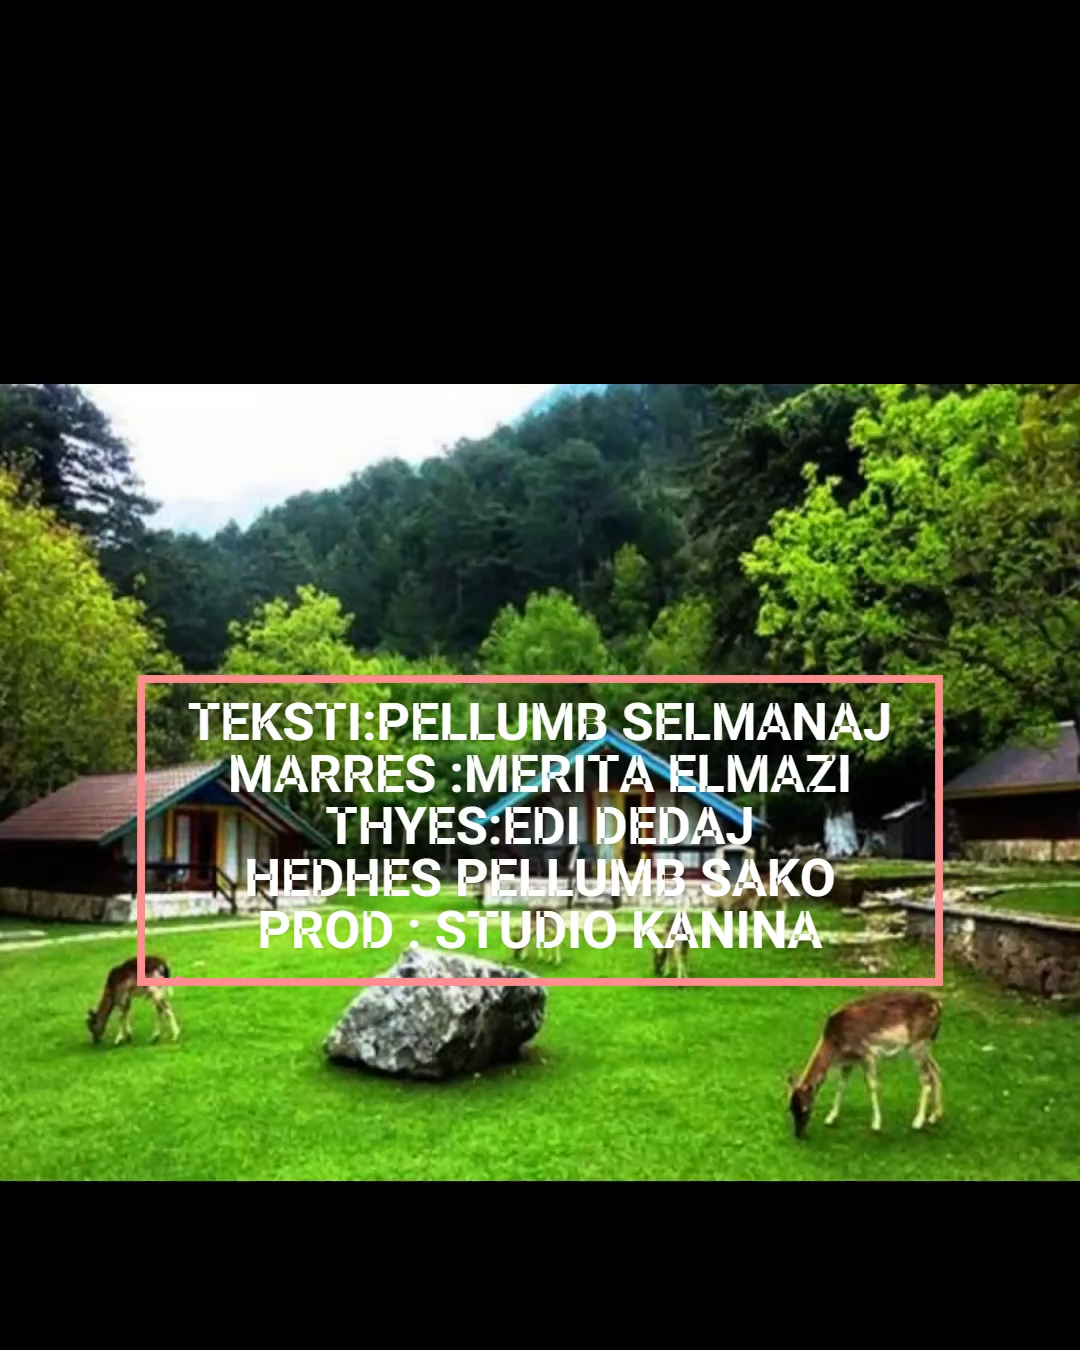 TEKSTI:PELLUMB SELMANAJ
MARRES :MERITA ELMAZI
THYES:EDI DEDAJ
HEDHES PELLUMB SAKO
PROD : STUDIO KANINA